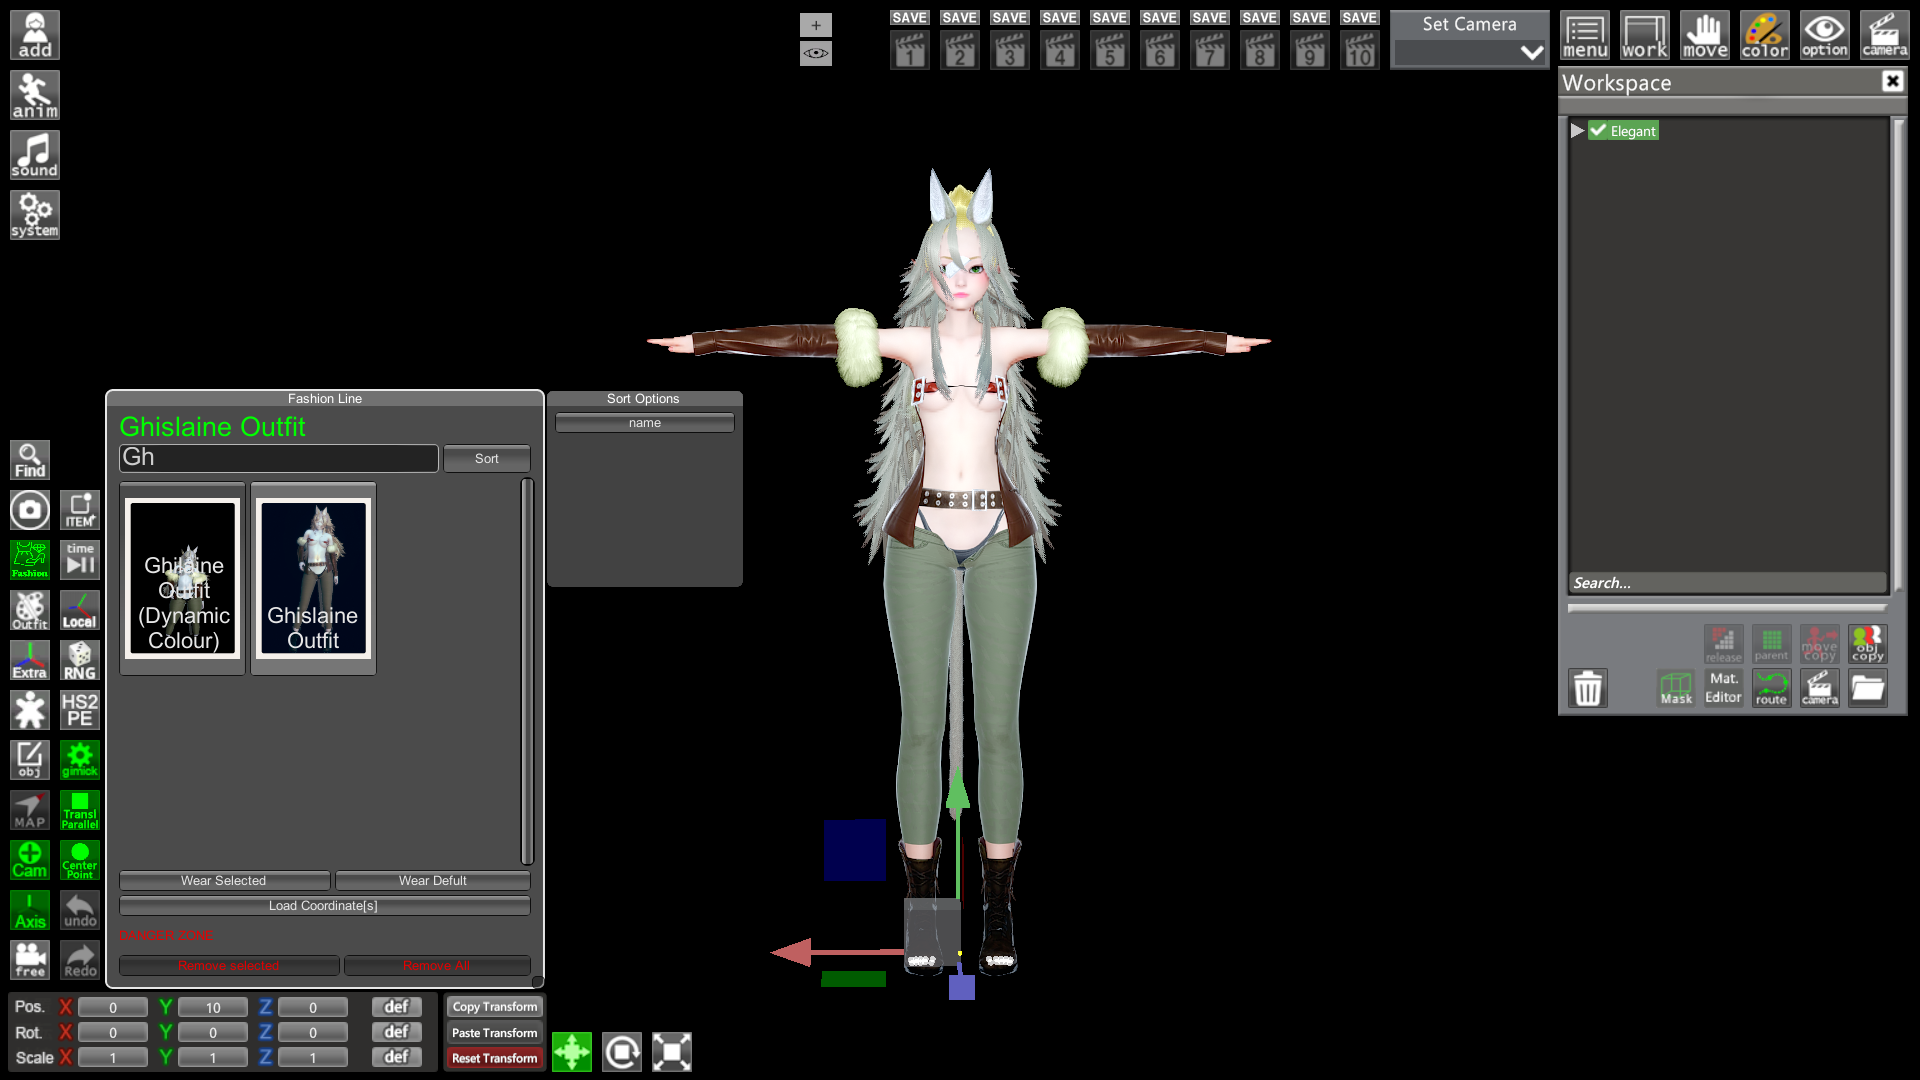 add
anim
sound
system
+
SAVE SAVE SAVE SAVE SAVE SAVE SAVE SAVE SAVE SAVE
1 2 3 4 5 6 7 8 9 10
Set Camera
menu work move color option camera
Workspace
Elegant
Search...
release parent move copy obj copy
Mask Mat. Editor route camera
Fashion Line
Ghislaine Outfit
Gh
Sort
Ghilaine
Outfit
(Dynamic
Colour)
Ghislaine
Outfit
Wear Selected Wear Defult
Load Coordinate[s]
DANGER ZONE
Remove selected Remove All
Sort Options
name
Find
ITEM+
Fashion time
Outfit Local
Extra RNG
HS2
PE
obj gimick
MAP Transl
Parallel
Cam Center
Point
Axis undo
free Redo
Pos. X 0 Y 10 Z 0 def
Rot. X 0 Y 0 Z 0 def
Scale X 1 Y 1 Z 1 def
Copy Transform
Paste Transform
Reset Transform